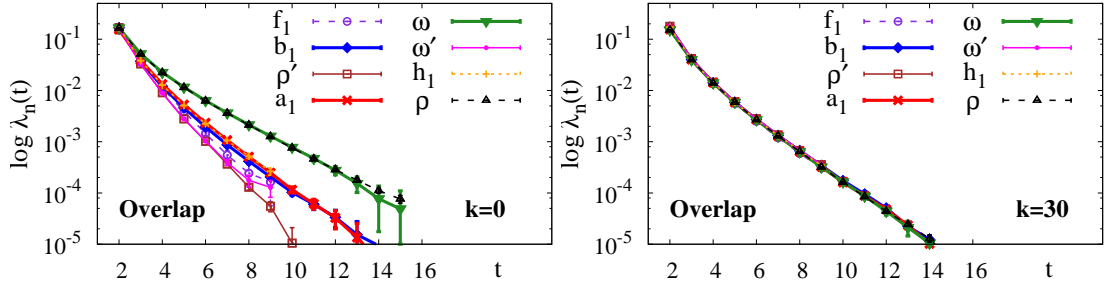 10⁻¹
10⁻²
10⁻³
10⁻⁴
10⁻⁵
log λₙ(t)
f₁
b₁
ρ′
a₁
ω
ω′
h₁
ρ
Overlap
k=0
2 4 6 8 10 12 14 16 t
10⁻¹
10⁻²
10⁻³
10⁻⁴
10⁻⁵
log λₙ(t)
f₁
b₁
ρ′
a₁
ω
ω′
h₁
ρ
Overlap
k=30
2 4 6 8 10 12 14 16 t